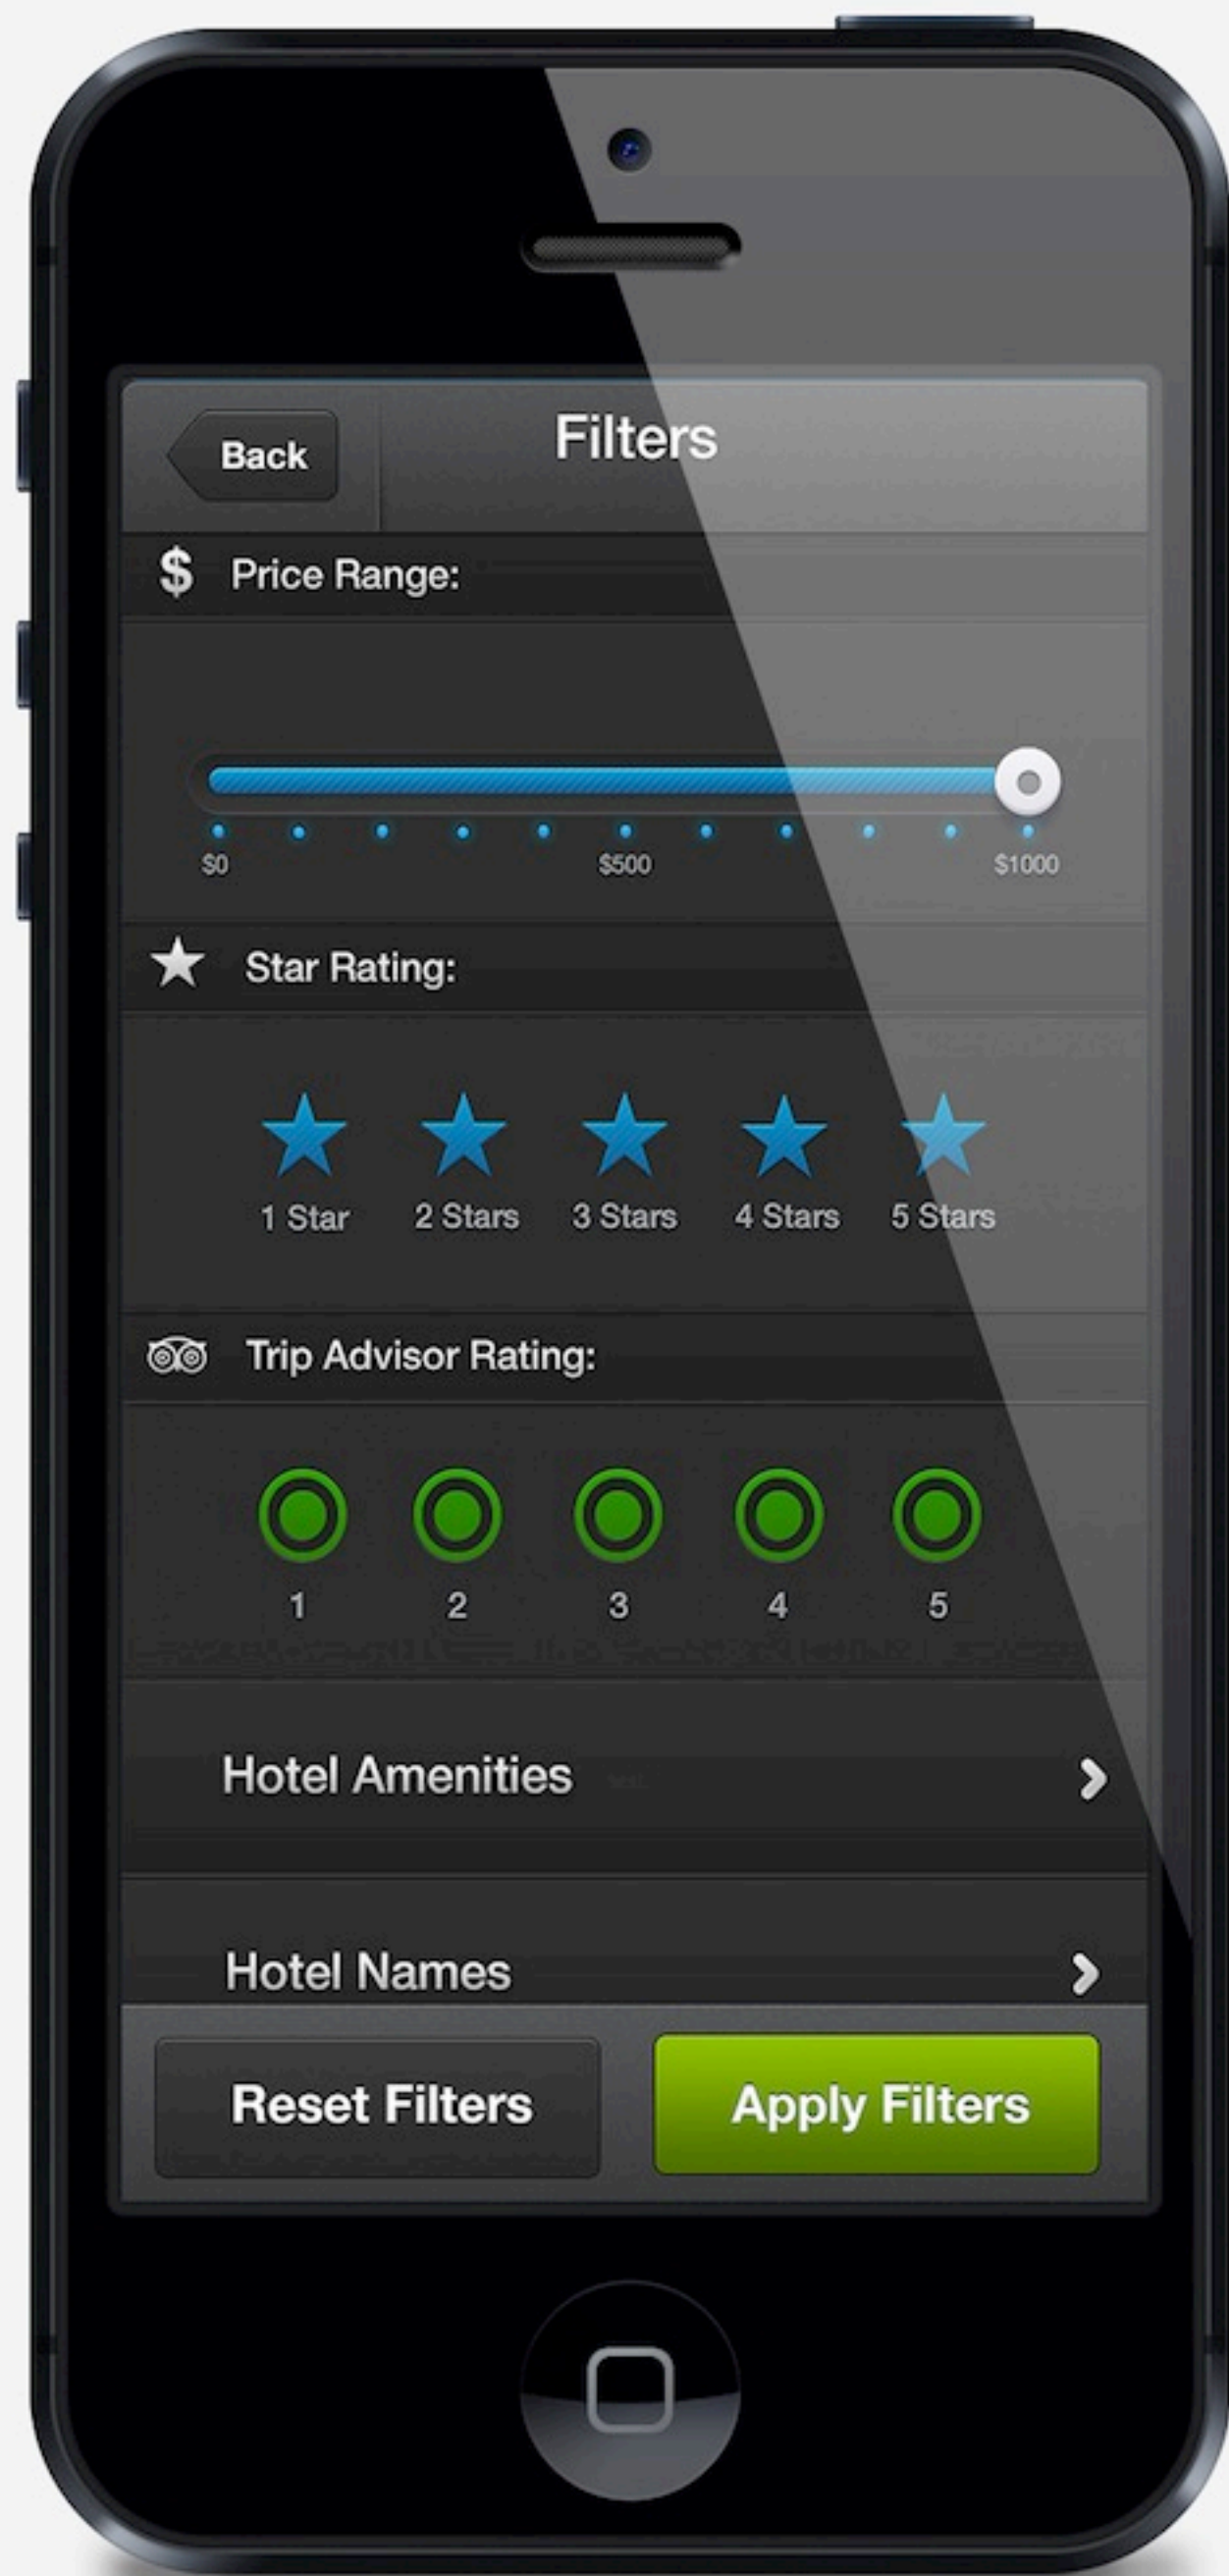 Back
Filters
$ Price Range:
$0 $500 $1000
Star Rating:
1 Star 2 Stars 3 Stars 4 Stars 5 Stars
Trip Advisor Rating:
1 2 3 4 5
Hotel Amenities
Hotel Names
Reset Filters Apply Filters